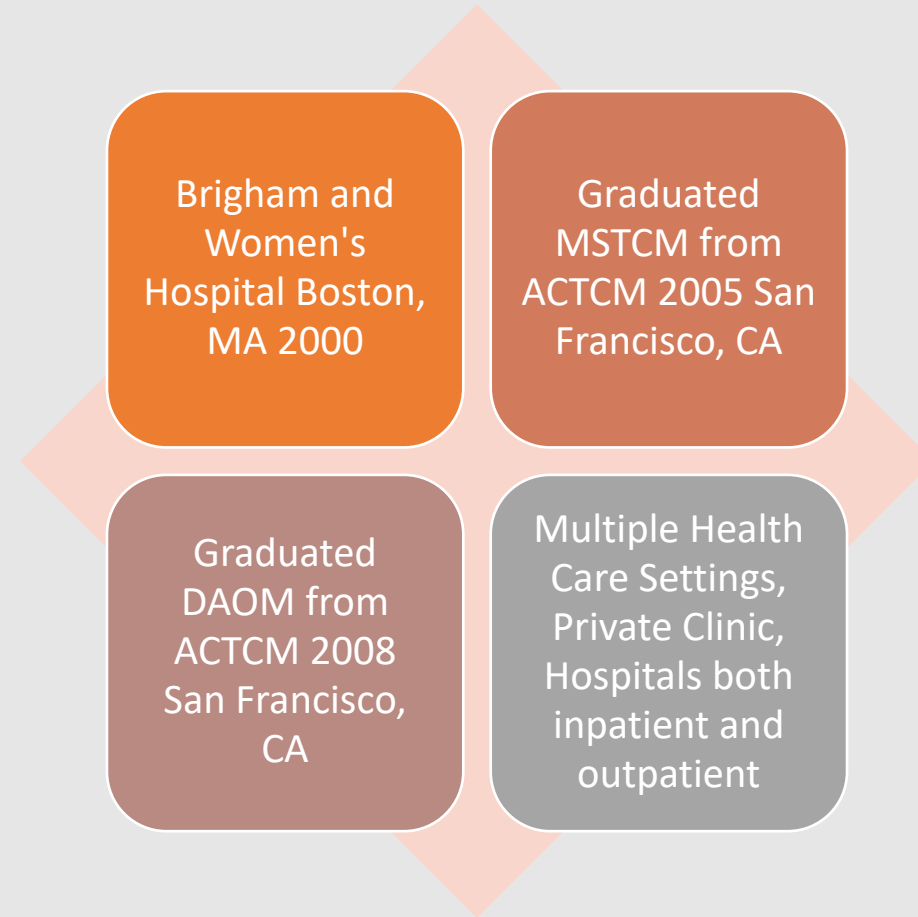 Brigham and
Women's
Hospital Boston,
MA 2000
Graduated
MSTCM from
ACTCM 2005 San
Francisco, CA
Graduated
DAOM from
ACTCM 2008
San Francisco,
CA
Multiple Health
Care Settings,
Private Clinic,
Hospitals both
inpatient and
outpatient